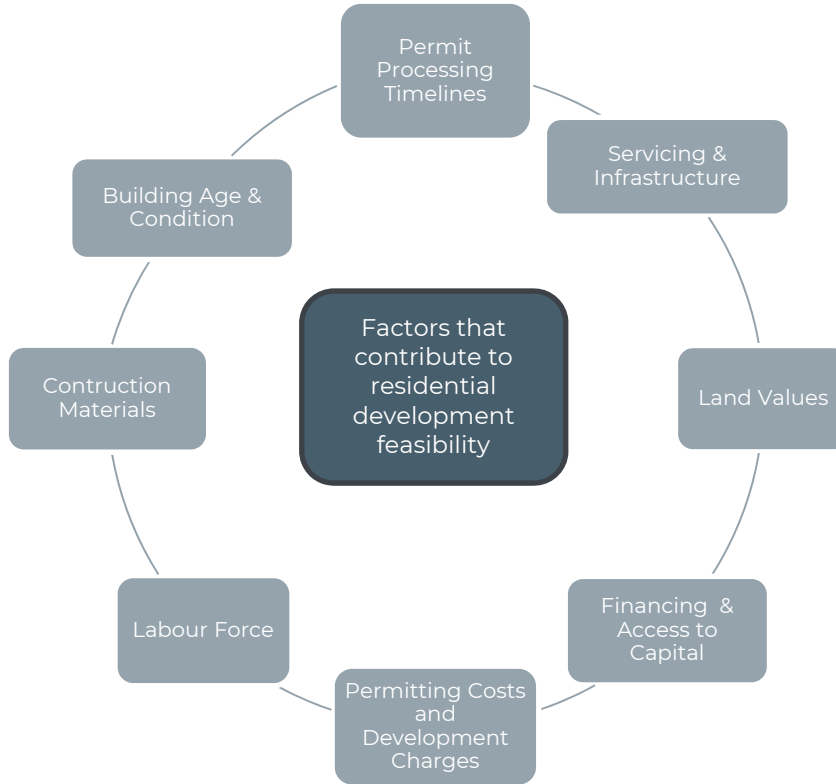 Permit
Processing
Timelines
Servicing &
Infrastructure
Building Age &
Condition
Factors that
contribute to
residential
development
feasibility
Contruction
Materials
Land Values
Labour Force
Financing &
Access to
Capital
Permitting Costs
and
Development
Charges